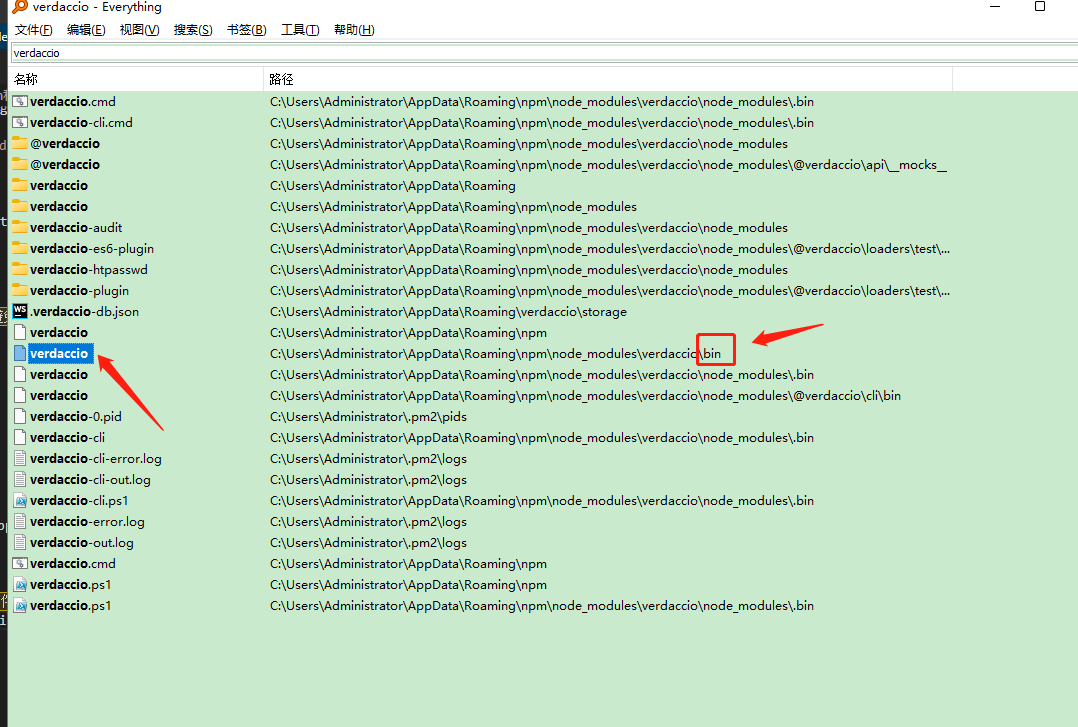 verdaccio - Everything
文件(F) 编辑(E) 视图(V) 搜索(S) 书签(B) 工具(T) 帮助(H)
verdaccio
名称 路径
verdaccio.cmd C:\Users\Administrator\AppData\Roaming\npm\node_modules\verdaccio\node_modules\.bin
verdaccio-cli.cmd C:\Users\Administrator\AppData\Roaming\npm\node_modules\verdaccio\node_modules\.bin
@verdaccio C:\Users\Administrator\AppData\Roaming\npm\node_modules\verdaccio\node_modules
@verdaccio C:\Users\Administrator\AppData\Roaming\npm\node_modules\verdaccio\node_modules\@verdaccio\api\__mocks__
verdaccio C:\Users\Administrator\AppData\Roaming
verdaccio C:\Users\Administrator\AppData\Roaming\npm\node_modules
verdaccio-audit C:\Users\Administrator\AppData\Roaming\npm\node_modules\verdaccio\node_modules
verdaccio-es6-plugin C:\Users\Administrator\AppData\Roaming\npm\node_modules\verdaccio\node_modules\@verdaccio\loaders\test\...
verdaccio-htpasswd C:\Users\Administrator\AppData\Roaming\npm\node_modules\verdaccio\node_modules
verdaccio-plugin C:\Users\Administrator\AppData\Roaming\npm\node_modules\verdaccio\node_modules\@verdaccio\loaders\test\...
WS .verdaccio-db.json C:\Users\Administrator\AppData\Roaming\verdaccio\storage
verdaccio C:\Users\Administrator\AppData\Roaming\npm
verdaccio C:\Users\Administrator\AppData\Roaming\npm\node_modules\verdaccio\bin
verdaccio C:\Users\Administrator\AppData\Roaming\npm\node_modules\verdaccio\node_modules\.bin
verdaccio C:\Users\Administrator\AppData\Roaming\npm\node_modules\verdaccio\node_modules\@verdaccio\cli\bin
verdaccio-0.pid C:\Users\Administrator\.pm2\pids
verdaccio-cli C:\Users\Administrator\AppData\Roaming\npm\node_modules\verdaccio\node_modules\.bin
verdaccio-cli-error.log C:\Users\Administrator\.pm2\logs
verdaccio-cli-out.log C:\Users\Administrator\.pm2\logs
verdaccio-cli.ps1 C:\Users\Administrator\AppData\Roaming\npm\node_modules\verdaccio\node_modules\.bin
verdaccio-error.log C:\Users\Administrator\.pm2\logs
verdaccio-out.log C:\Users\Administrator\.pm2\logs
verdaccio.cmd C:\Users\Administrator\AppData\Roaming\npm
verdaccio.ps1 C:\Users\Administrator\AppData\Roaming\npm
verdaccio.ps1 C:\Users\Administrator\AppData\Roaming\npm\node_modules\verdaccio\node_modules\.bin